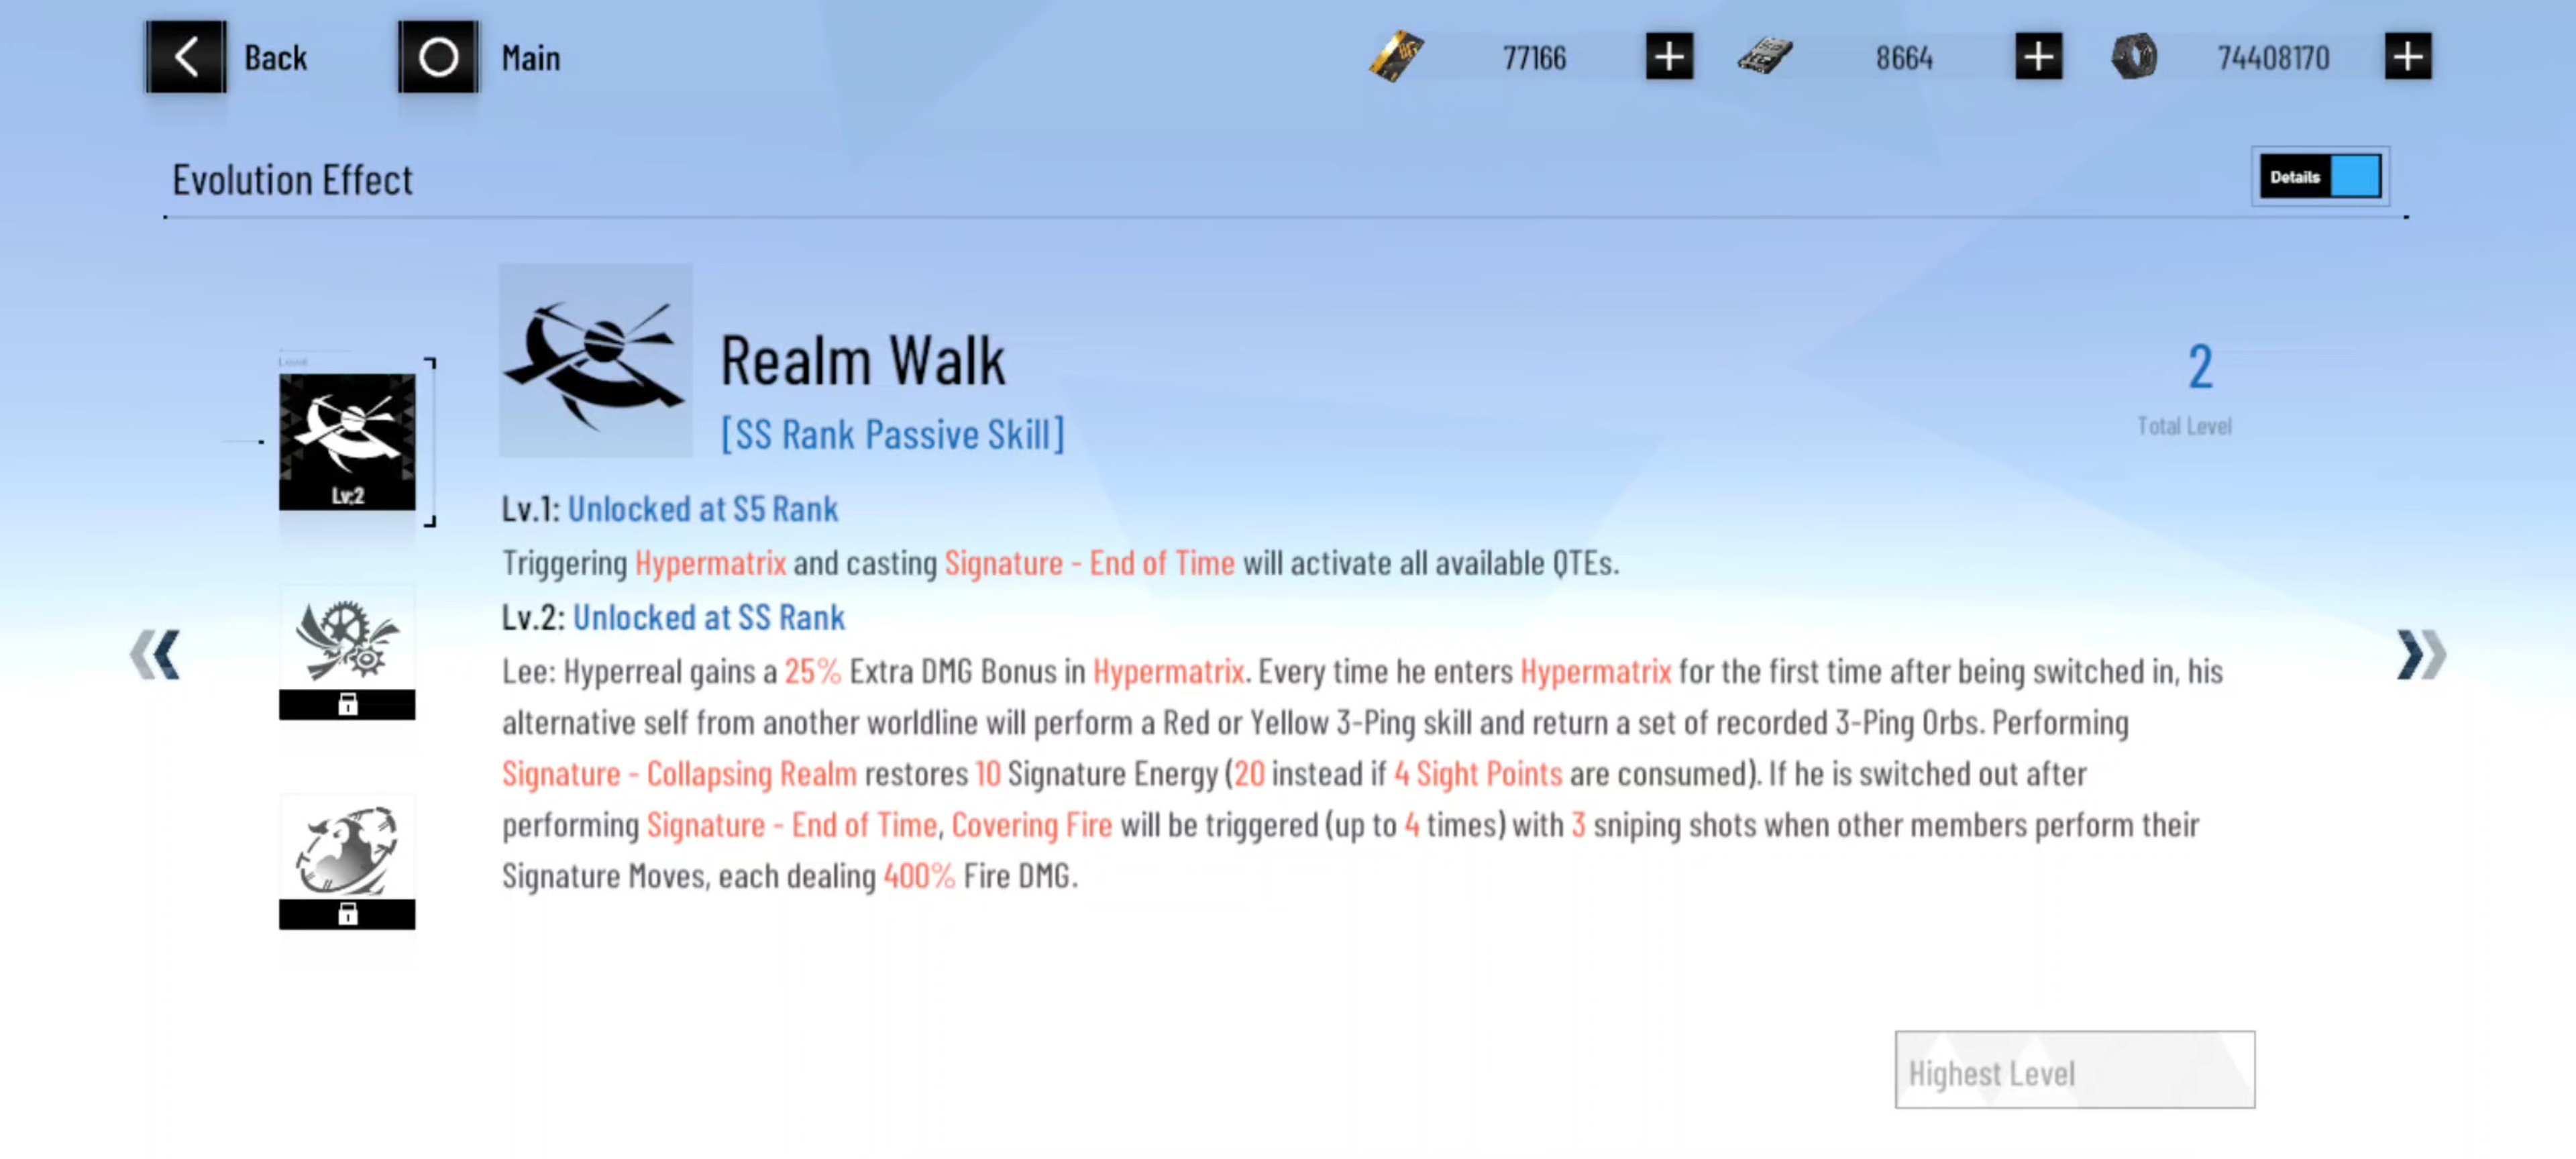 Back
Main
77166
8664
74408170
Evolution Effect
Details
Realm Walk
[SS Rank Passive Skill]
2
Total Level
Lv.2
Lv.1: Unlocked at S5 Rank
Triggering Hypermatrix and casting Signature - End of Time will activate all available QTEs.
Lv.2: Unlocked at SS Rank
Lee: Hyperreal gains a 25% Extra DMG Bonus in Hypermatrix. Every time he enters Hypermatrix for the first time after being switched in, his
alternative self from another worldline will perform a Red or Yellow 3-Ping skill and return a set of recorded 3-Ping Orbs. Performing
Signature - Collapsing Realm restores 10 Signature Energy (20 instead if 4 Sight Points are consumed). If he is switched out after
performing Signature - End of Time, Covering Fire will be triggered (up to 4 times) with 3 sniping shots when other members perform their
Signature Moves, each dealing 400% Fire DMG.
Highest Level